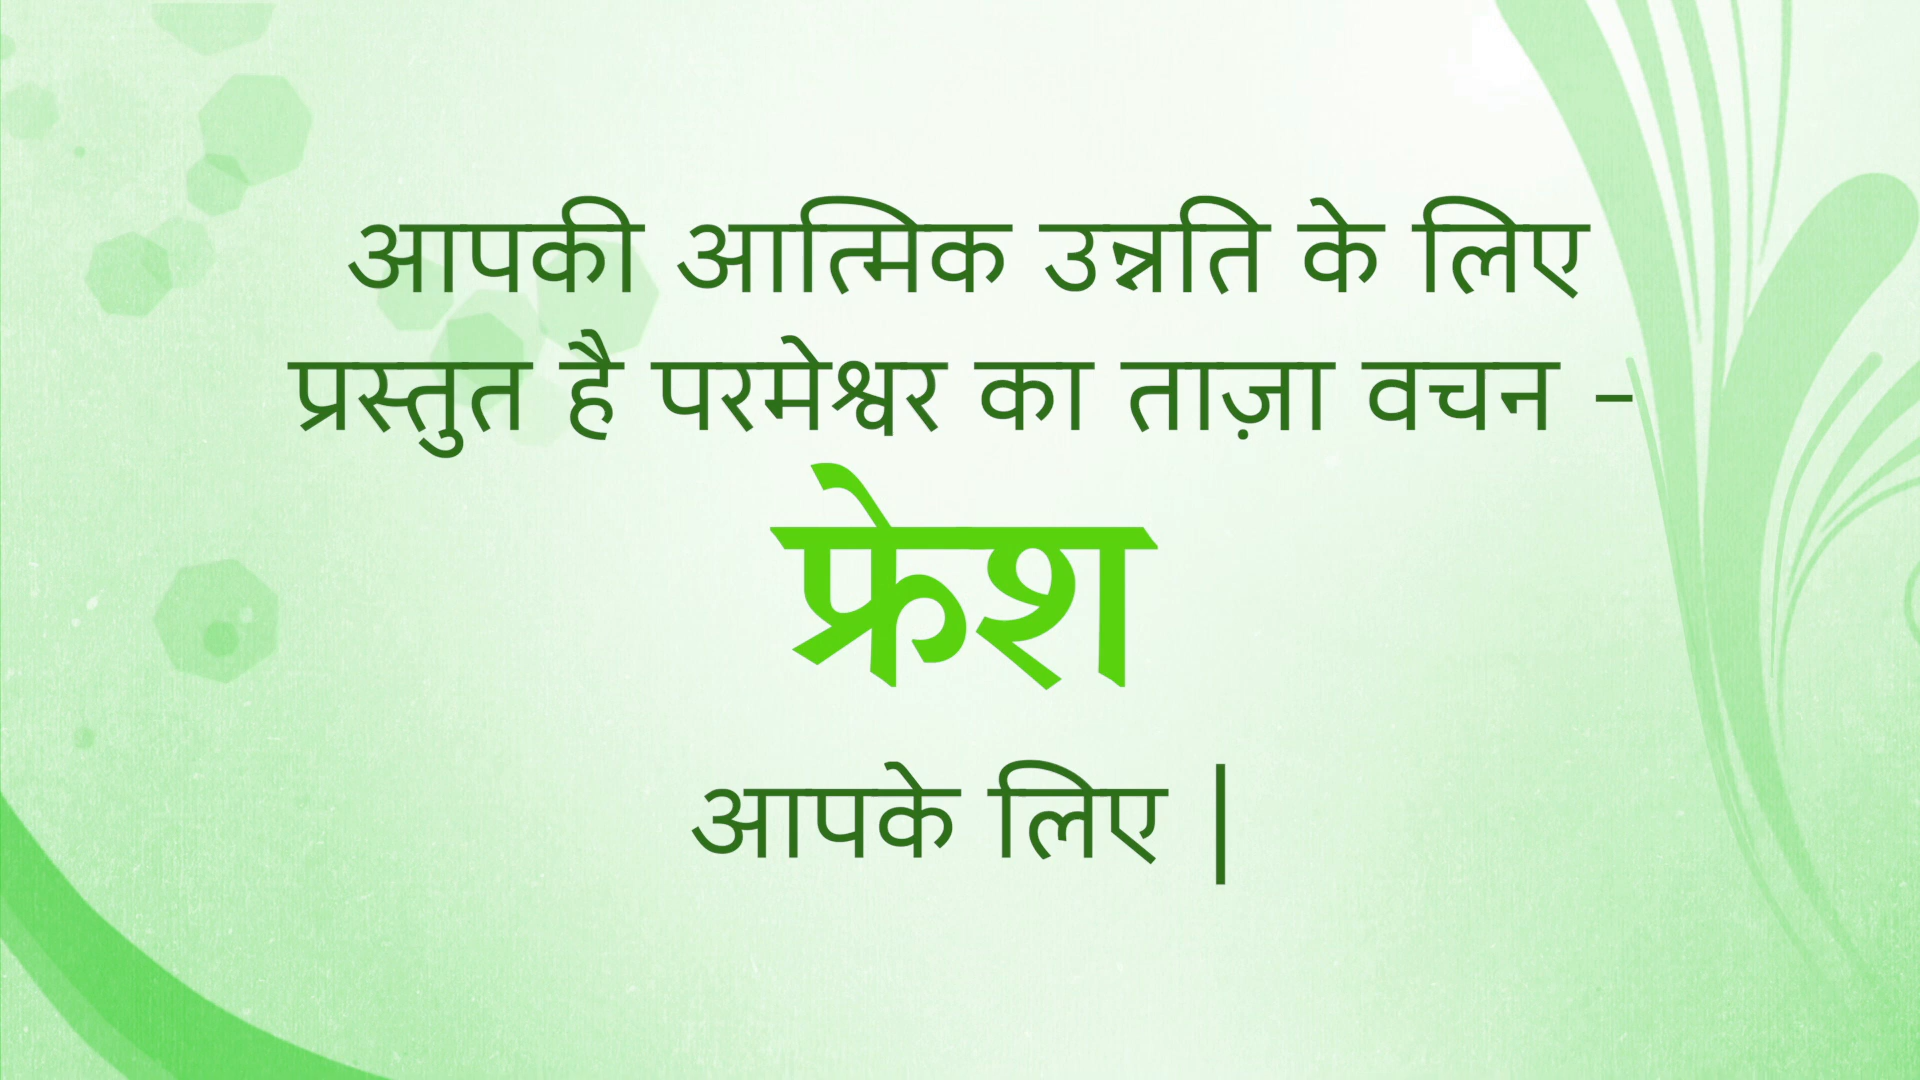 आपकी आत्मिक उन्नति के लिए
प्रस्तुत है परमेश्वर का ताज़ा वचन -
फ्रेश
आपके लिए |